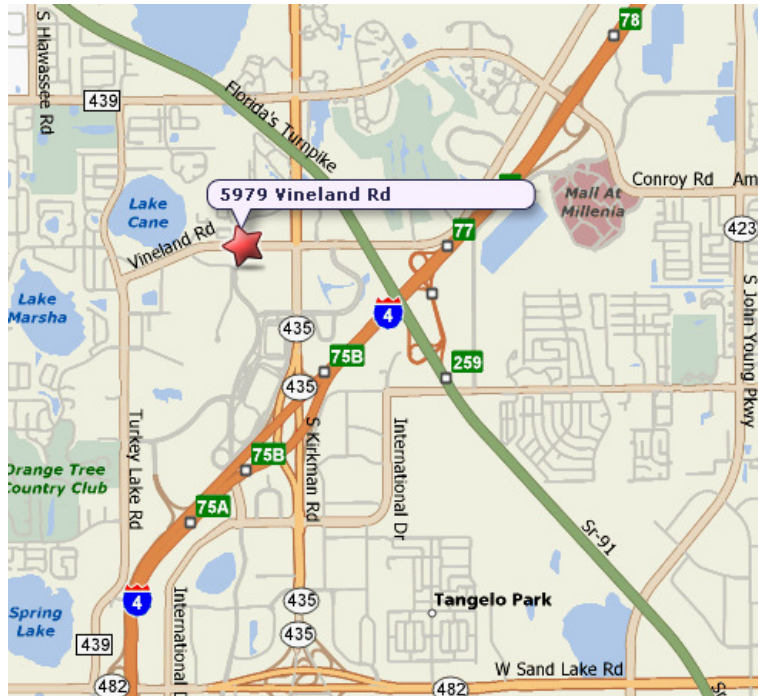 S Hiawassee Rd
78
439
Florida's Turnpike
5979 Vineland Rd
Mall At
Millenia
Conroy Rd
Am
Lake
Cane
423
Vineland Rd
77
Lake
Marsha
4
435
S John Young Pkwy
75B
259
435
Turkey Lake Rd
S Kirkman Rd
International Dr
75B
Orange Tree
Country Club
75A
Sr-91
4
International D
435
Tangelo Park
Spring
Lake
439
435
W Sand Lake Rd
482
482